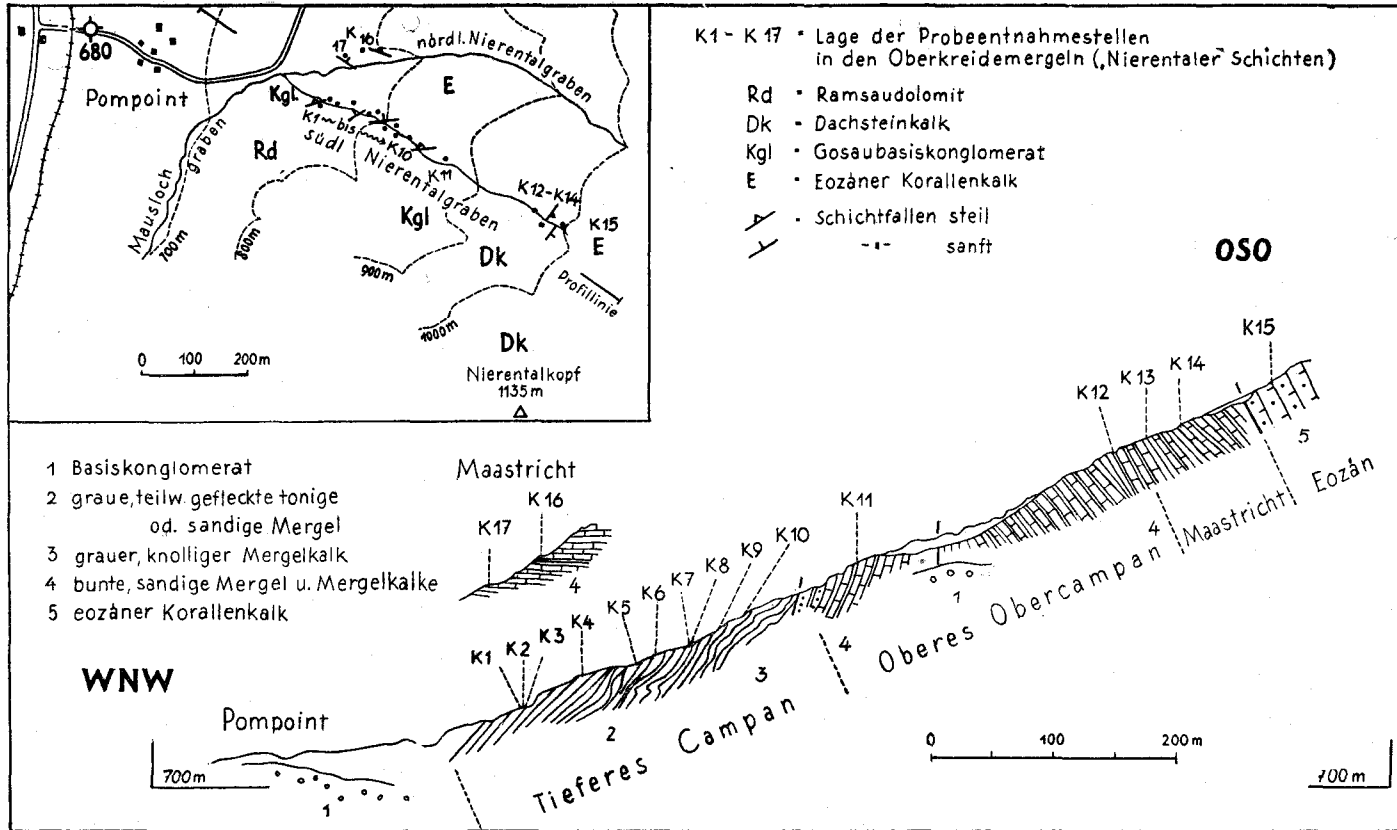 680
Pompoint
K 16
17
nördl. Nierentalgraben
E
Kgl.
K1 bis K10
südl Nierentalgraben
Rd
Mausloch graben
700m
800m
K11
Kgl
K12-K14
K15
E
900m
Dk
Profillinie
1000m
Dk
0 100 200m
Nierentalkopf
1135m
K1 - K 17 • Lage der Probeentnahmestellen
in den Oberkreidemergeln („Nierentaler" Schichten)
Rd • Ramsaudolomit
Dk • Dachsteinkalk
Kgl • Gosaubasiskonglomerat
E • Eozäner Korallenkalk
• Schichtfallen steil
-"- sanft
OSO
1 Basiskonglomerat
2 graue, teilw. gefleckte tonige
od. sandige Mergel
3 grauer, knolliger Mergelkalk
4 bunte, sandige Mergel u. Mergelkalke
5 eozäner Korallenkalk
Maastricht
K17
K16
4
WNW
Pompoint
700m
1
K1
K2
K3
K4
K5
K6
K7
K8
K9
K10
K11
K12
K13
K14
K15
2
3
4
1
4
5
Tieferes Campan
Oberes Obercampan
Maastricht
Eozän
0 100 200m
700m